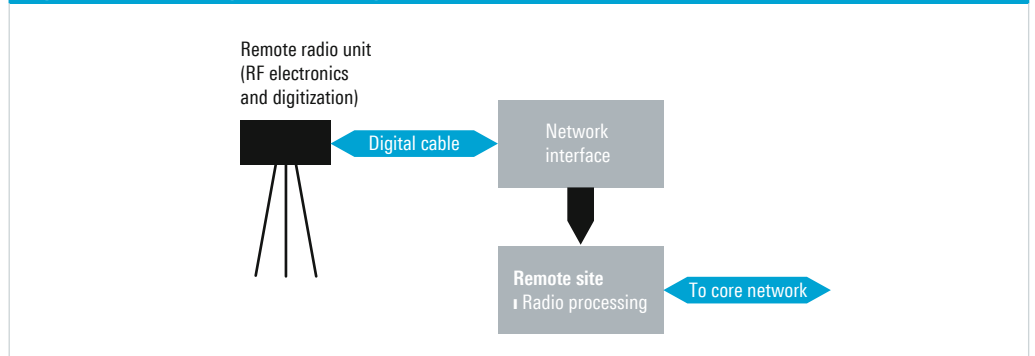 Remote radio unit
(RF electronics
and digitization)
Digital cable
Network
interface
Remote site
Radio processing
To core network